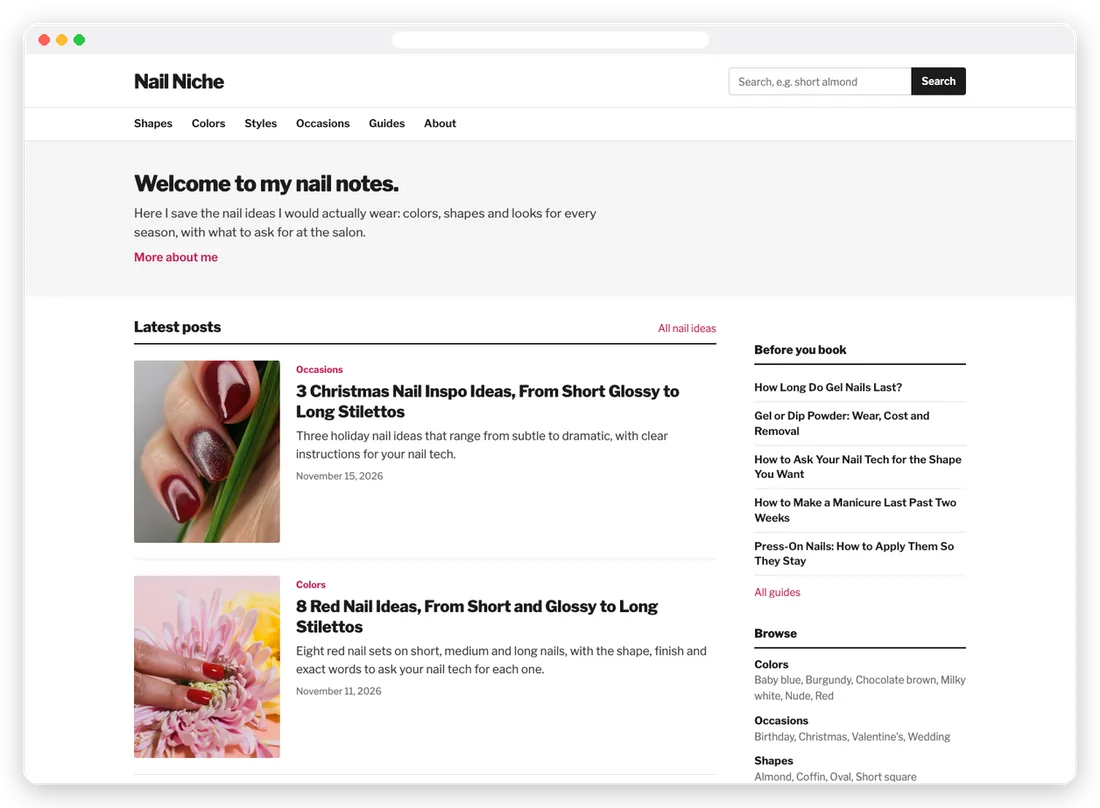 Nail Niche
Search, e.g. short almond
Search
Shapes
Colors
Styles
Occasions
Guides
About
Welcome to my nail notes.
Here I save the nail ideas I would actually wear: colors, shapes and looks for every
season, with what to ask for at the salon.
More about me
Latest posts
All nail ideas
Occasions
3 Christmas Nail Inspo Ideas, From Short Glossy to
Long Stilettos
Three holiday nail ideas that range from subtle to dramatic, with clear
instructions for your nail tech.
November 15, 2026
Colors
8 Red Nail Ideas, From Short and Glossy to Long
Stilettos
Eight red nail sets on short, medium and long nails, with the shape, finish and
exact words to ask your nail tech for each one.
November 11, 2026
Before you book
How Long Do Gel Nails Last?
Gel or Dip Powder: Wear, Cost and
Removal
How to Ask Your Nail Tech for the Shape
You Want
How to Make a Manicure Last Past Two
Weeks
Press-On Nails: How to Apply Them So
They Stay
All guides
Browse
Colors
Baby blue, Burgundy, Chocolate brown, Milky
white, Nude, Red
Occasions
Birthday, Christmas, Valentine's, Wedding
Shapes
Almond, Coffin, Oval, Short square